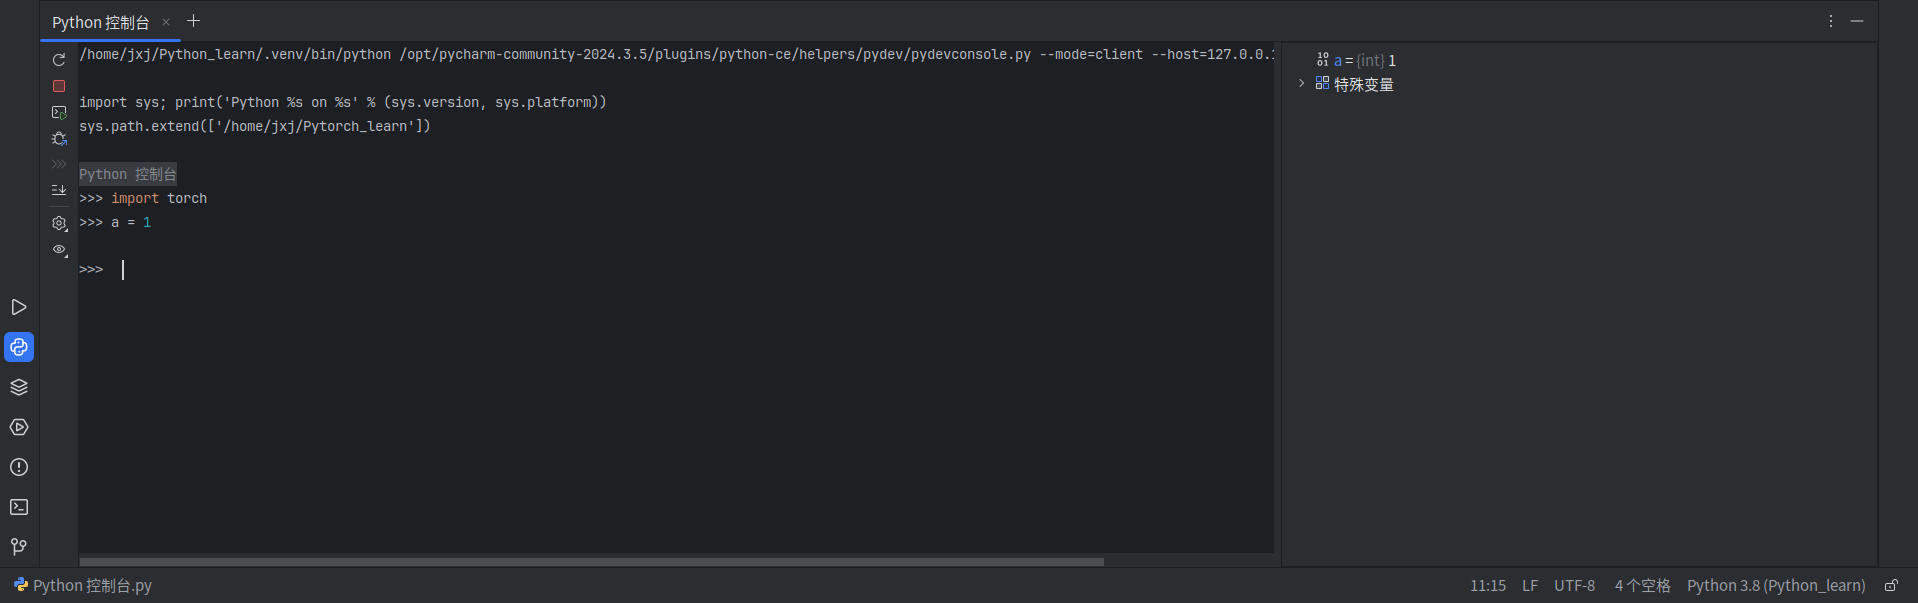 Python 控制台
/home/jxj/Python_learn/.venv/bin/python /opt/pycharm-community-2024.3.5/plugins/python-ce/helpers/pydev/pydevconsole.py --mode=client --host=127.0.0.1
import sys; print('Python %s on %s' % (sys.version, sys.platform))
sys.path.extend(['/home/jxj/Pytorch_learn'])
Python 控制台
>>> import torch
>>> a = 1
>>>
a = {int} 1
特殊变量
Python 控制台.py
11:15 LF UTF-8 4 个空格 Python 3.8 (Python_learn)